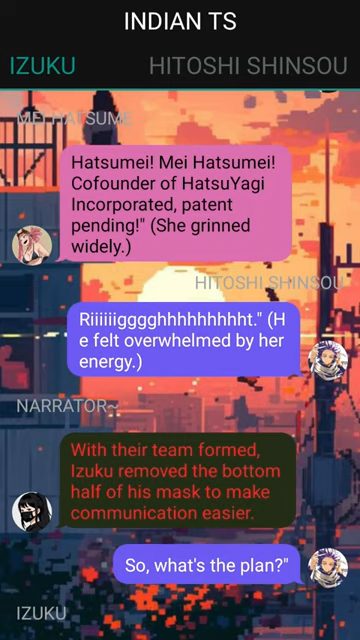 INDIAN TS
IZUKU
HITOSHI SHINSOU
MEI HATSUME
Hatsumei! Mei Hatsumei!
Cofounder of HatsuYagi
Incorporated, patent
pending!" (She grinned
widely.)
HITOSHI SHINSOU
Riiiiiigggghhhhhhhhht." (H
e felt overwhelmed by her
energy.)
NARRATOR~
With their team formed,
Izuku removed the bottom
half of his mask to make
communication easier.
So, what's the plan?"
IZUKU